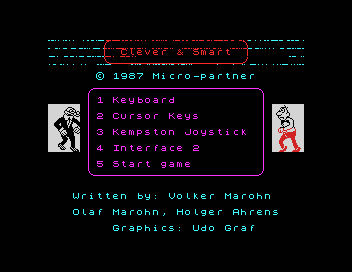 Clever & Smart
© 1987 Micro-partner
1 Keyboard
2 Cursor Keys
3 Kempston Joystick
4 Interface 2
5 Start game
Written by: Volker Marohn
Olaf Marohn, Holger Ahrens
Graphics: Udo Graf